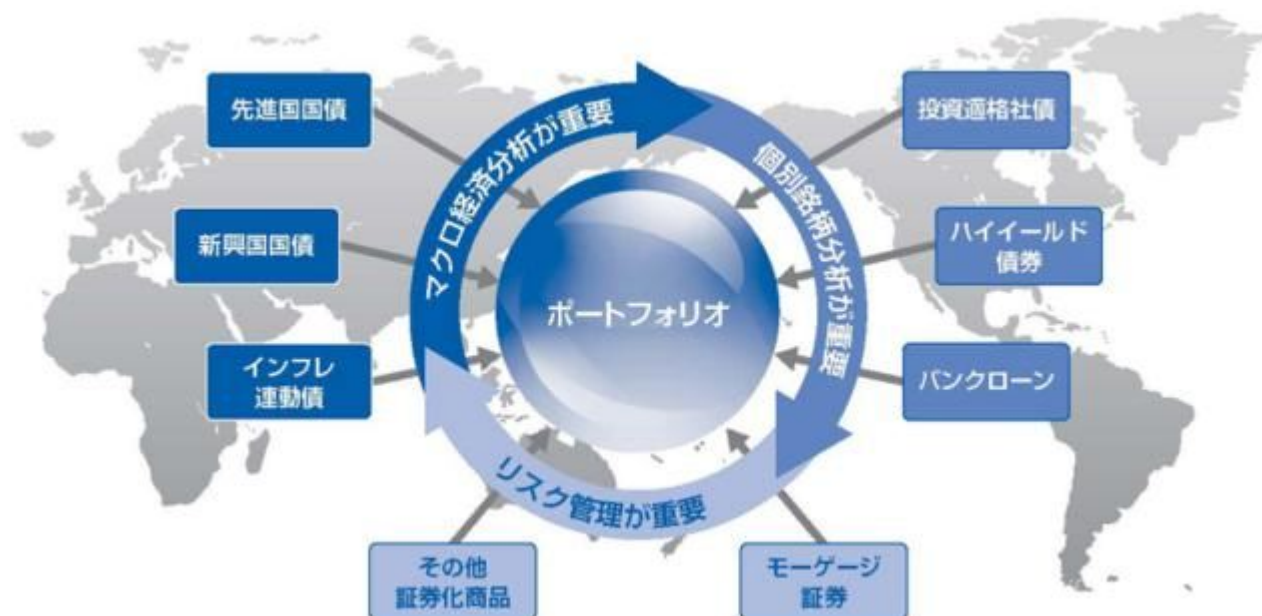 先進国国債
新興国国債
インフレ
連動債
マクロ経済分析が重要
ポートフォリオ
個別銘柄分析が重要
リスク管理が重要
投資適格社債
ハイイールド
債券
バンクローン
その他
証券化商品
モーゲージ
証券